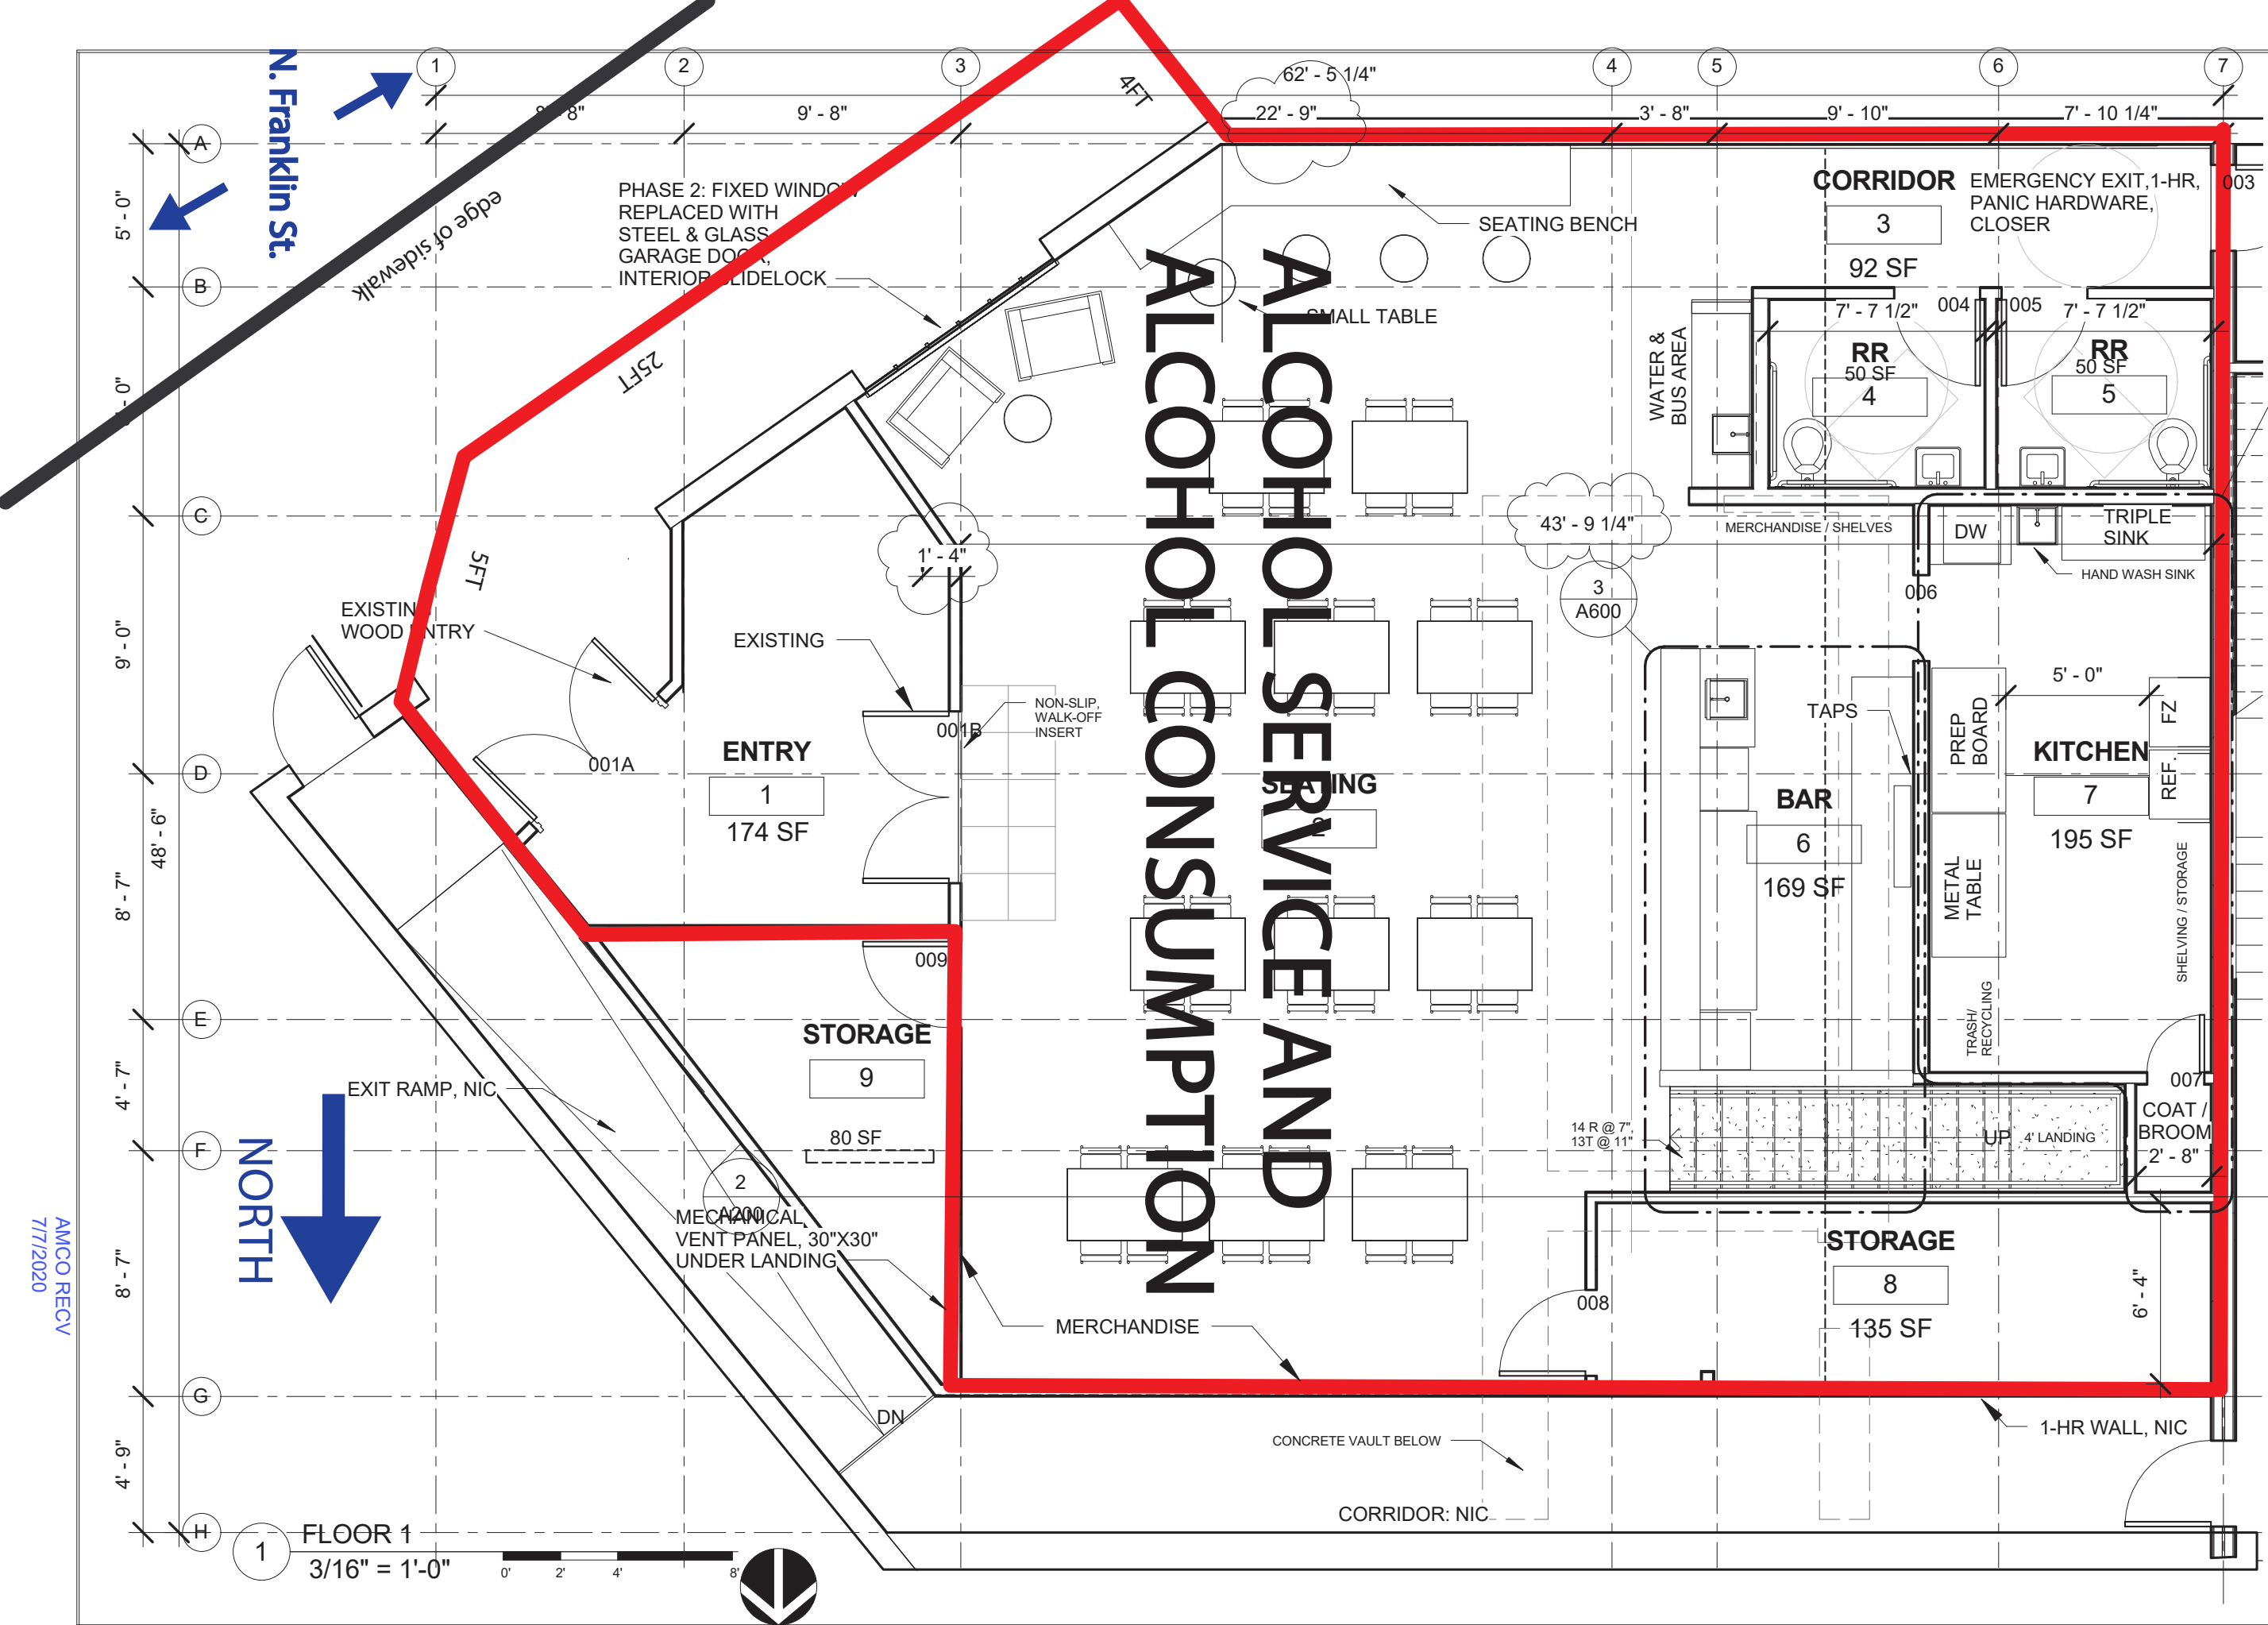 1
2
3
4
5
6
7
62' - 5 1/4"
9' - 8"
22' - 9"
3' - 8"
9' - 10"
7' - 10 1/4"
4FT
N. Franklin St.
edge of sidewalk
A
B
C
D
E
F
G
H
5' - 0"
9' - 0"
8' - 7"
4' - 7"
8' - 7"
4' - 9"
48' - 6"
PHASE 2: FIXED WINDOW
REPLACED WITH
STEEL & GLASS
GARAGE DOOR,
INTERIOR SLIDELOCK
25FT
5FT
SEATING BENCH
SMALL TABLE
CORRIDOR
3
92 SF
EMERGENCY EXIT,1-HR,
PANIC HARDWARE,
CLOSER
003
7' - 7 1/2"
004
005
7' - 7 1/2"
RR
50 SF
4
RR
50 SF
5
WATER &
BUS AREA
ALCOHOL SERVICE AND
ALCOHOL CONSUMPTION
1' - 4"
43' - 9 1/4"
3
A600
MERCHANDISE / SHELVES
DW
TRIPLE
SINK
HAND WASH SINK
006
EXISTING
WOOD ENTRY
EXISTING
NON-SLIP,
WALK-OFF
INSERT
001A
001B
ENTRY
1
174 SF
SEATING
2
TAPS
BAR
6
169 SF
PREP
BOARD
METAL
TABLE
5' - 0"
FZ
REF.
KITCHEN
7
195 SF
SHELVING / STORAGE
TRASH/
RECYCLING
007
COAT /
BROOM
2' - 8"
009
STORAGE
9
80 SF
EXIT RAMP, NIC
2
A200
MECHANICAL
VENT PANEL, 30"X30"
UNDER LANDING
14 R @ 7",
13T @ 11"
UP
4' LANDING
MERCHANDISE
008
STORAGE
8
135 SF
6' - 4"
DN
CONCRETE VAULT BELOW
1-HR WALL, NIC
CORRIDOR: NIC
NORTH
AMCO RECV
7/7/2020
1
FLOOR 1
3/16" = 1'-0"
0'
2'
4'
8'